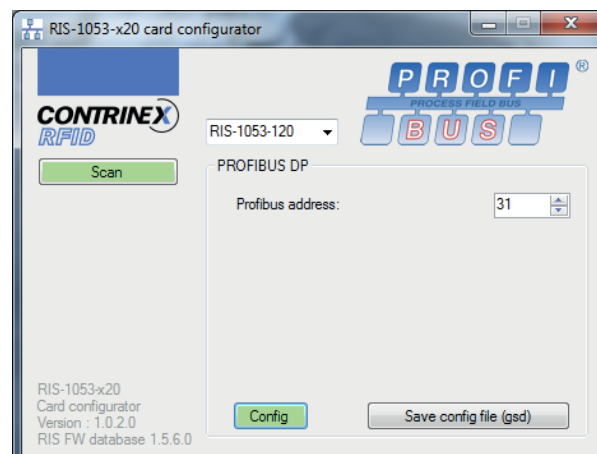 RIS-1053-x20 card configurator
CONTRINEX
RFID
PROFI®
PROCESS FIELD BUS
BUS
RIS-1053-120
Scan
PROFIBUS DP
Profibus address: 31
RIS-1053-x20
Card configurator
Version : 1.0.2.0
RIS FW database 1.5.6.0
Config
Save config file (gsd)